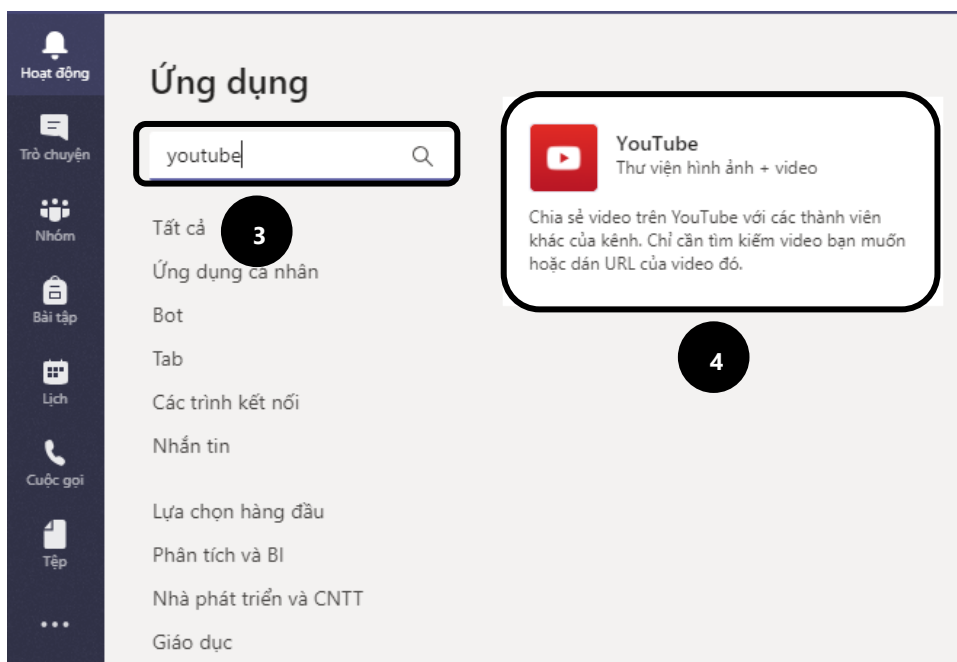 Hoạt động
Trò chuyện
Nhóm
Bài tập
Lịch
Cuộc gọi
Tệp
Ứng dụng
youtube
3
Tất cả
Ứng dụng cá nhân
Bot
Tab
Các trình kết nối
Nhắn tin
Lựa chọn hàng đầu
Phân tích và BI
Nhà phát triển và CNTT
Giáo dục
YouTube
Thư viện hình ảnh + video
Chia sẻ video trên YouTube với các thành viên
khác của kênh. Chỉ cần tìm kiếm video bạn muốn
hoặc dán URL của video đó.
4